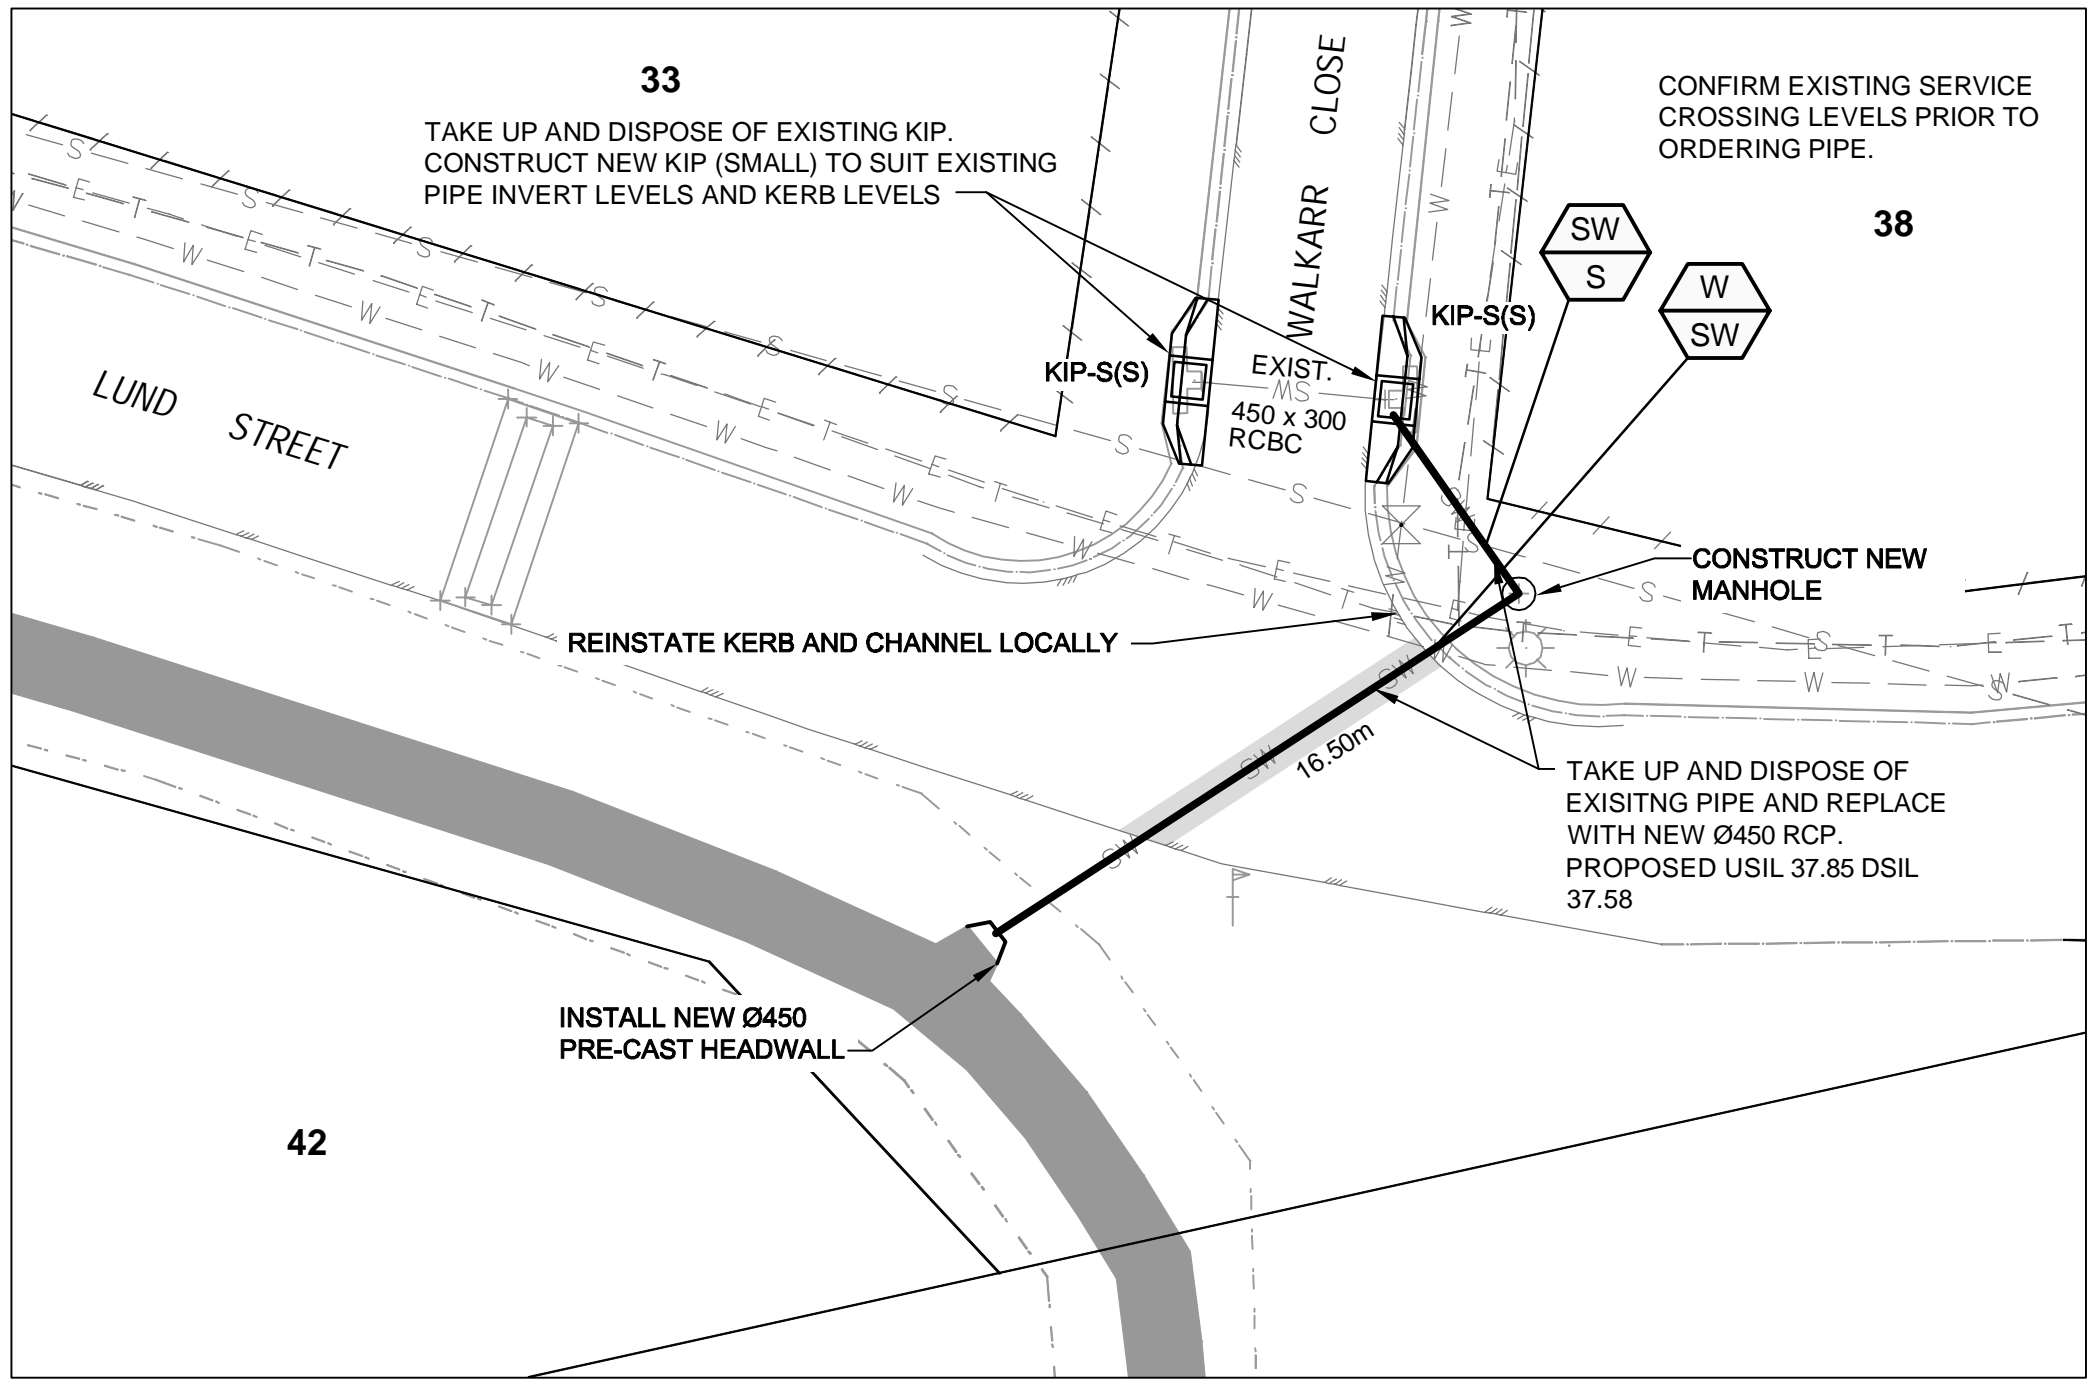 33
TAKE UP AND DISPOSE OF EXISTING KIP.
CONSTRUCT NEW KIP (SMALL) TO SUIT EXISTING
PIPE INVERT LEVELS AND KERB LEVELS
WALKARR CLOSE
CONFIRM EXISTING SERVICE
CROSSING LEVELS PRIOR TO
ORDERING PIPE.
38
SW
S
W
SW
KIP-S(S)
KIP-S(S)
EXIST.
SW
450 x 300
RCBC
LUND STREET
CONSTRUCT NEW
MANHOLE
REINSTATE KERB AND CHANNEL LOCALLY
SW
SW
SW
16.50m
TAKE UP AND DISPOSE OF
EXISITNG PIPE AND REPLACE
WITH NEW Ø450 RCP.
PROPOSED USIL 37.85 DSIL
37.58
INSTALL NEW Ø450
PRE-CAST HEADWALL
42